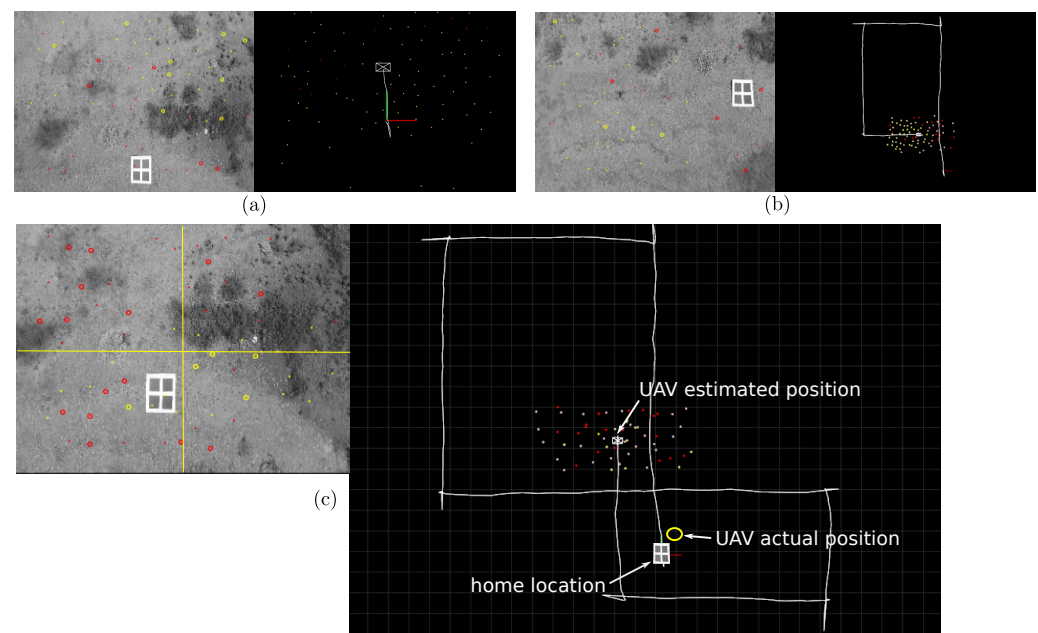 (a)
(b)
UAV estimated position
(c)
UAV actual position
home location